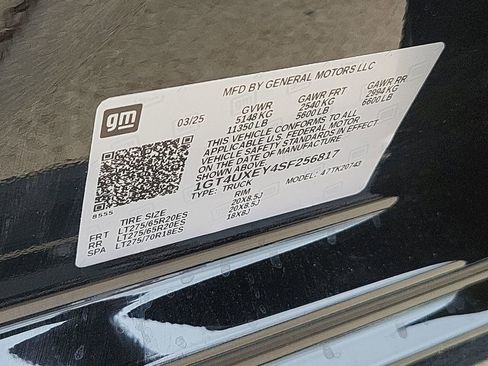 gm
MFD BY GENERAL MOTORS LLC
03/25 GVWR GAWR FRT GAWR RR
5148 KG 2540 KG 2994 KG
11350 LB 5600 LB 6600 LB
THIS VEHICLE CONFORMS TO ALL
APPLICABLE U.S. FEDERAL MOTOR
VEHICLE SAFETY STANDARDS IN EFFECT
ON THE DATE OF MANUFACTURE
SHOWN ABOVE.
1GT4UXEY4SF256817
TYPE: TRUCK MODEL: 4*TK20743
8555
TIRE SIZE RIM
FRT LT275/65R20ES 20X8.5J
RR LT275/65R20ES 20X8.5J
SPA LT275/70R18ES 18X8J